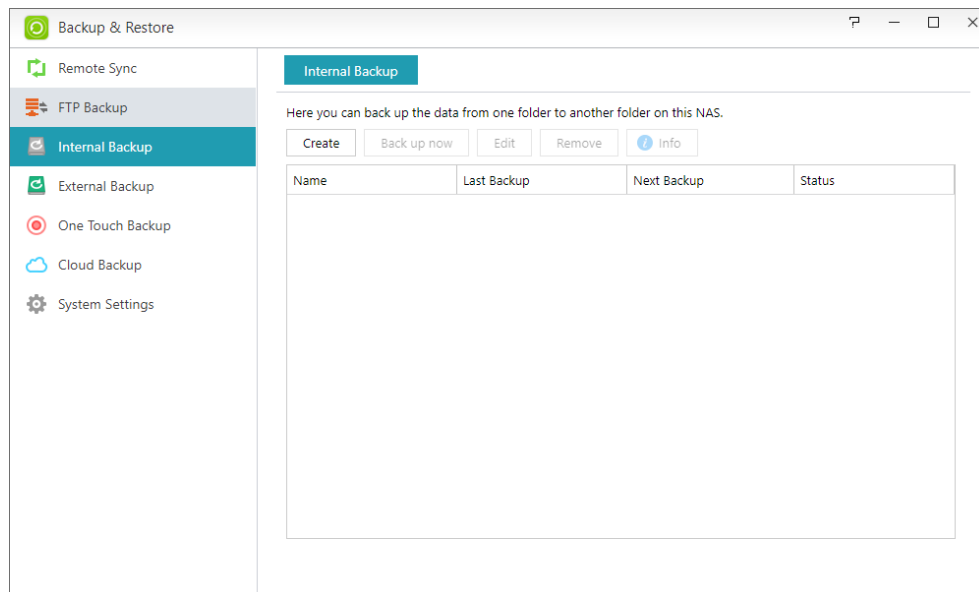 Backup & Restore
?
Remote Sync
FTP Backup
Internal Backup
External Backup
One Touch Backup
Cloud Backup
System Settings
Internal Backup
Here you can back up the data from one folder to another folder on this NAS.
Create Back up now Edit Remove i Info
Name Last Backup Next Backup Status